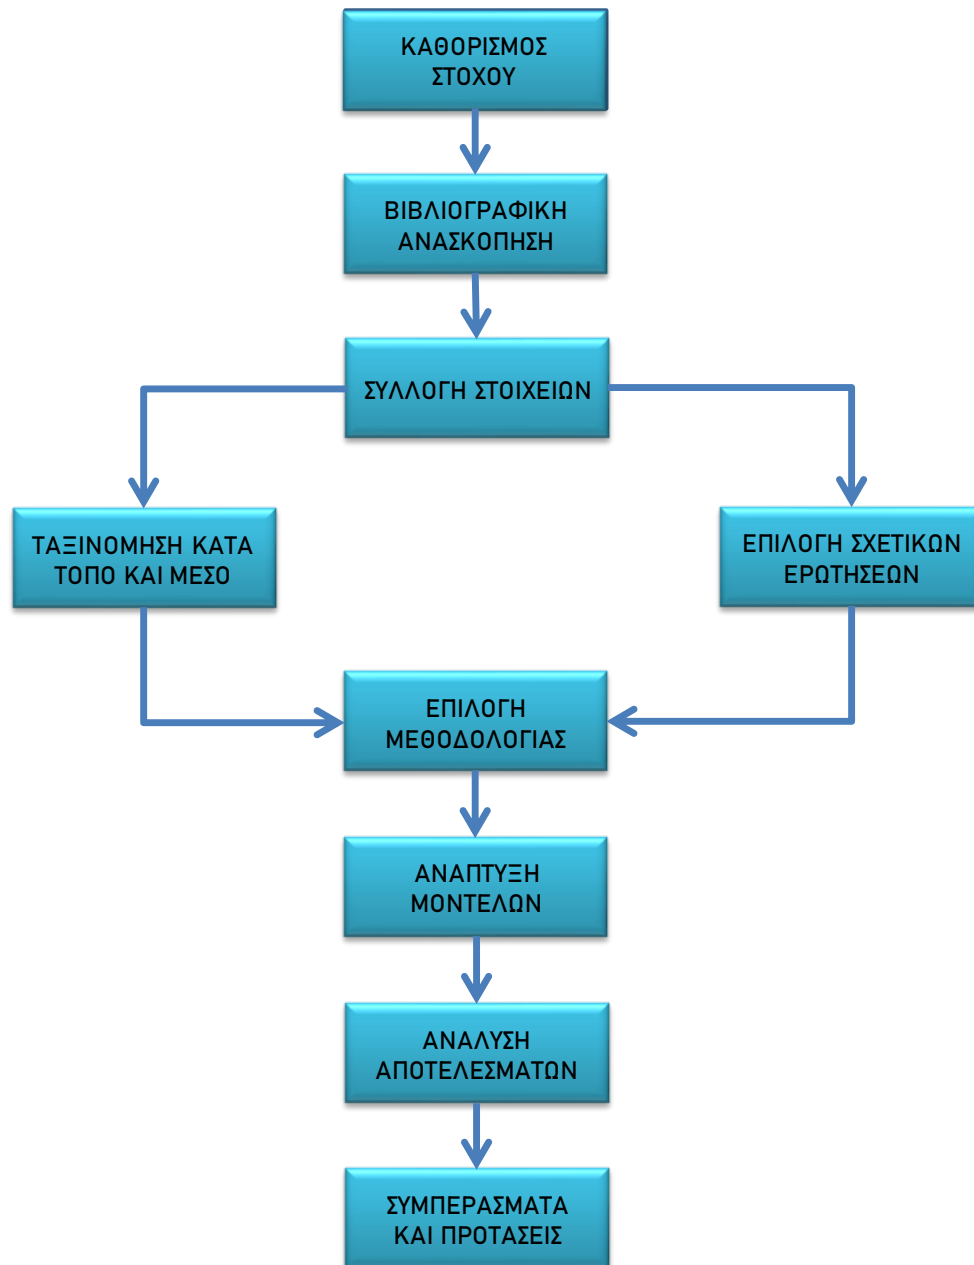 ΚΑΘΟΡΙΣΜΟΣ
ΣΤΟΧΟΥ
ΒΙΒΛΙΟΓΡΑΦΙΚΗ
ΑΝΑΣΚΟΠΗΣΗ
ΣΥΛΛΟΓΗ ΣΤΟΙΧΕΙΩΝ
ΤΑΞΙΝΟΜΗΣΗ ΚΑΤΑ
ΤΟΠΟ ΚΑΙ ΜΕΣΟ
ΕΠΙΛΟΓΗ ΣΧΕΤΙΚΩΝ
ΕΡΩΤΗΣΕΩΝ
ΕΠΙΛΟΓΗ
ΜΕΘΟΔΟΛΟΓΙΑΣ
ΑΝΑΠΤΥΞΗ
ΜΟΝΤΕΛΩΝ
ΑΝΑΛΥΣΗ
ΑΠΟΤΕΛΕΣΜΑΤΩΝ
ΣΥΜΠΕΡΑΣΜΑΤΑ
ΚΑΙ ΠΡΟΤΑΣΕΙΣ